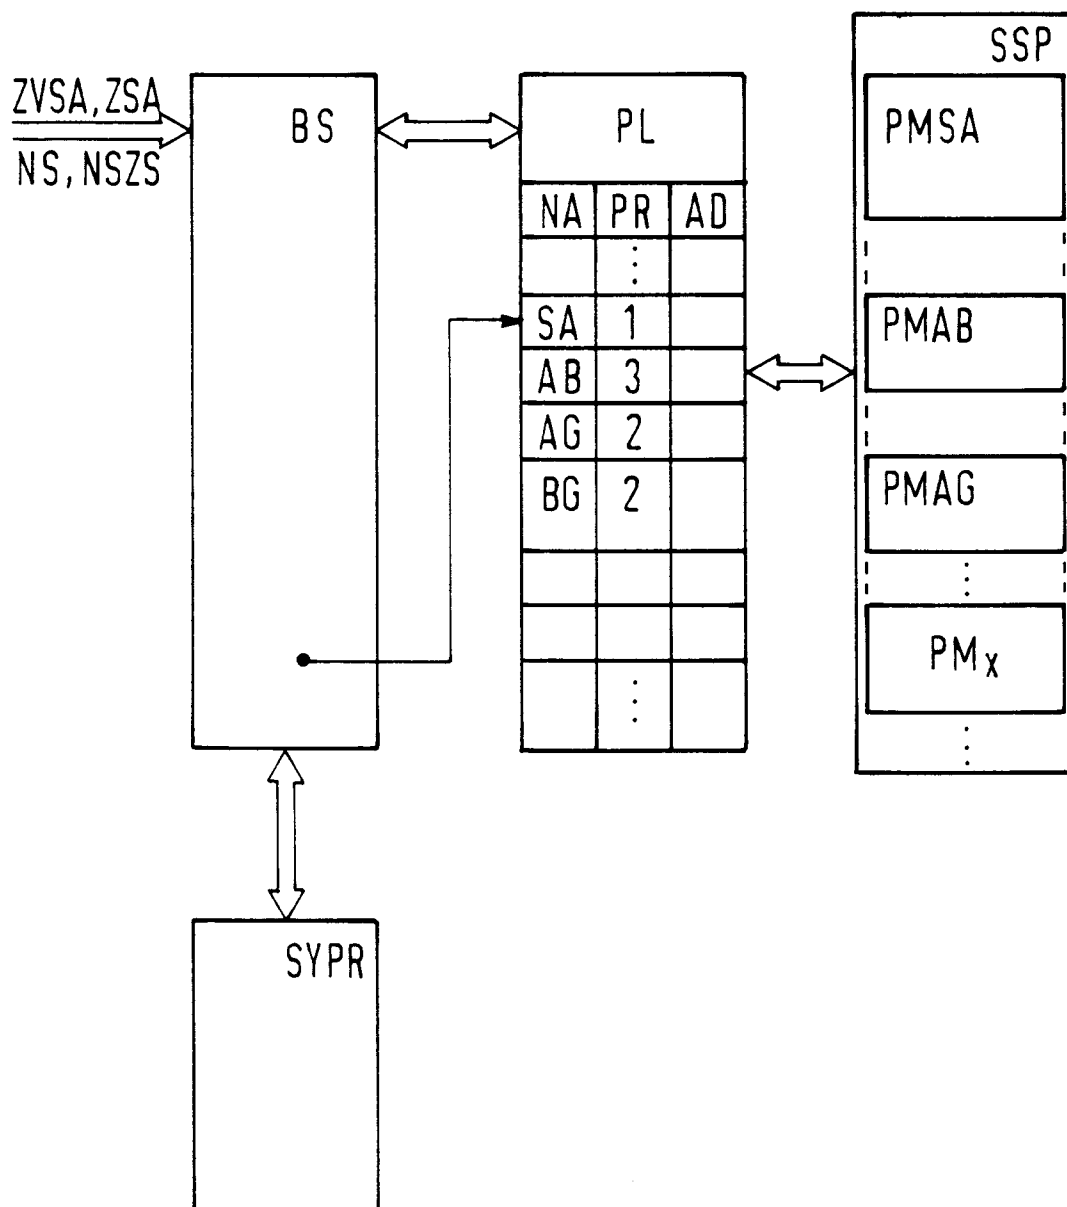 ZVSA, ZSA
NS, NSZS
BS
PL
NA PR AD
SA 1
AB 3
AG 2
BG 2
SSP
PMSA
PMAB
PMAG
PMx
SYPR